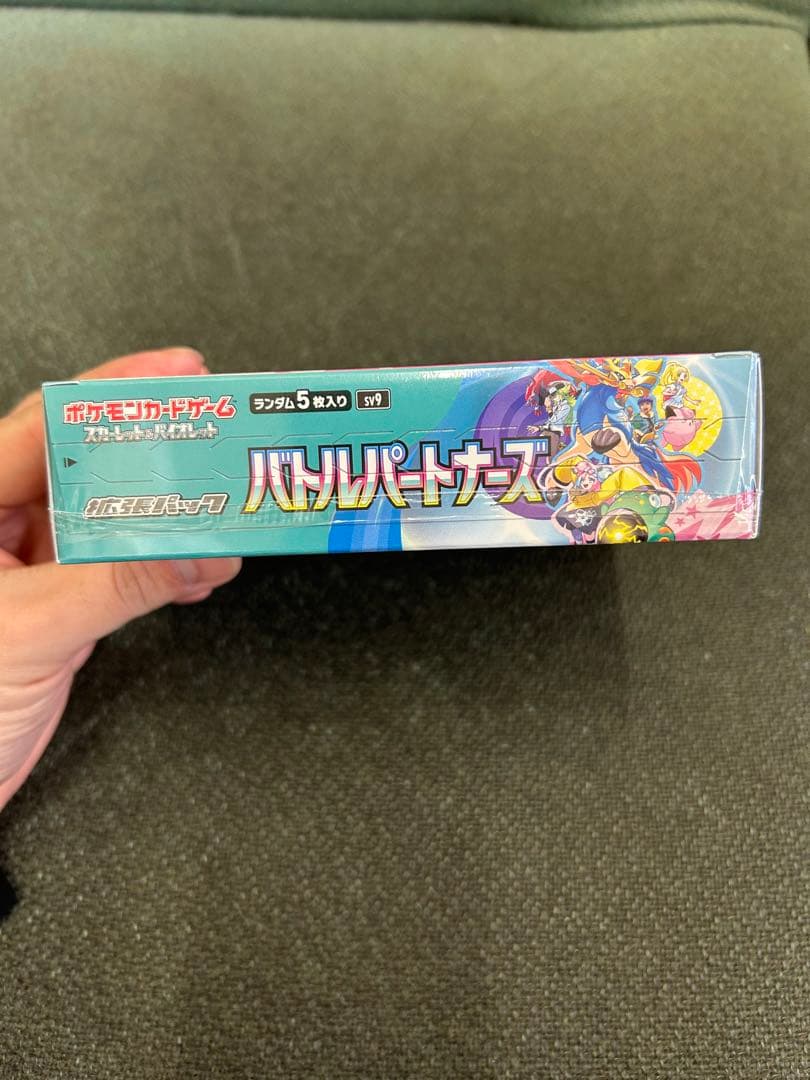 ポケモンカードゲーム
スカーレット&バイオレット
ランダム5枚入り
SV9
拡張パック
バトルパートナーズ